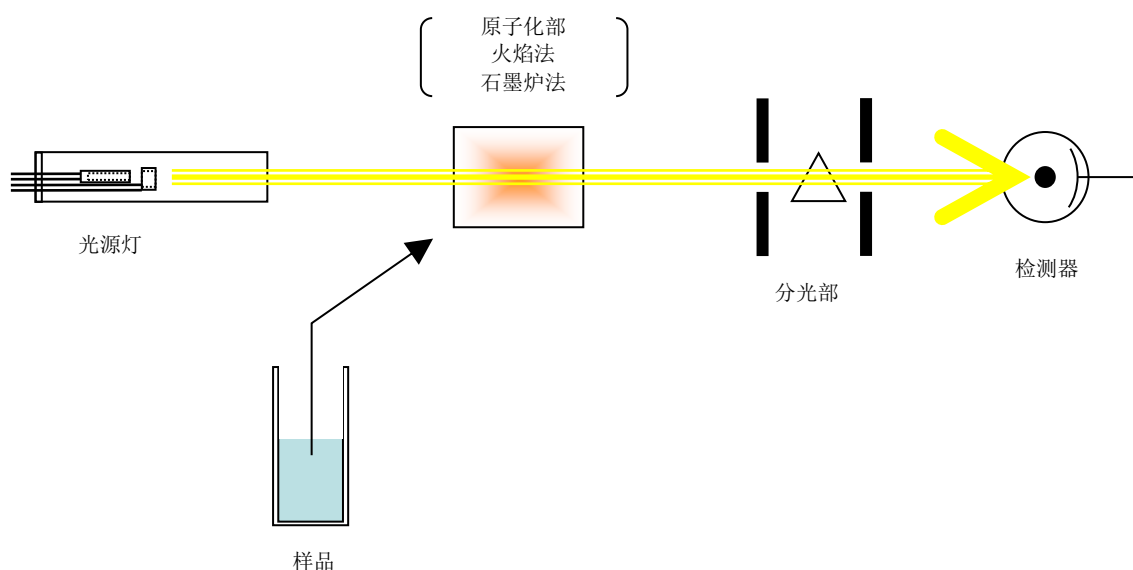 原子化部
火焰法
石墨炉法
光源灯
检测器
分光部
样品